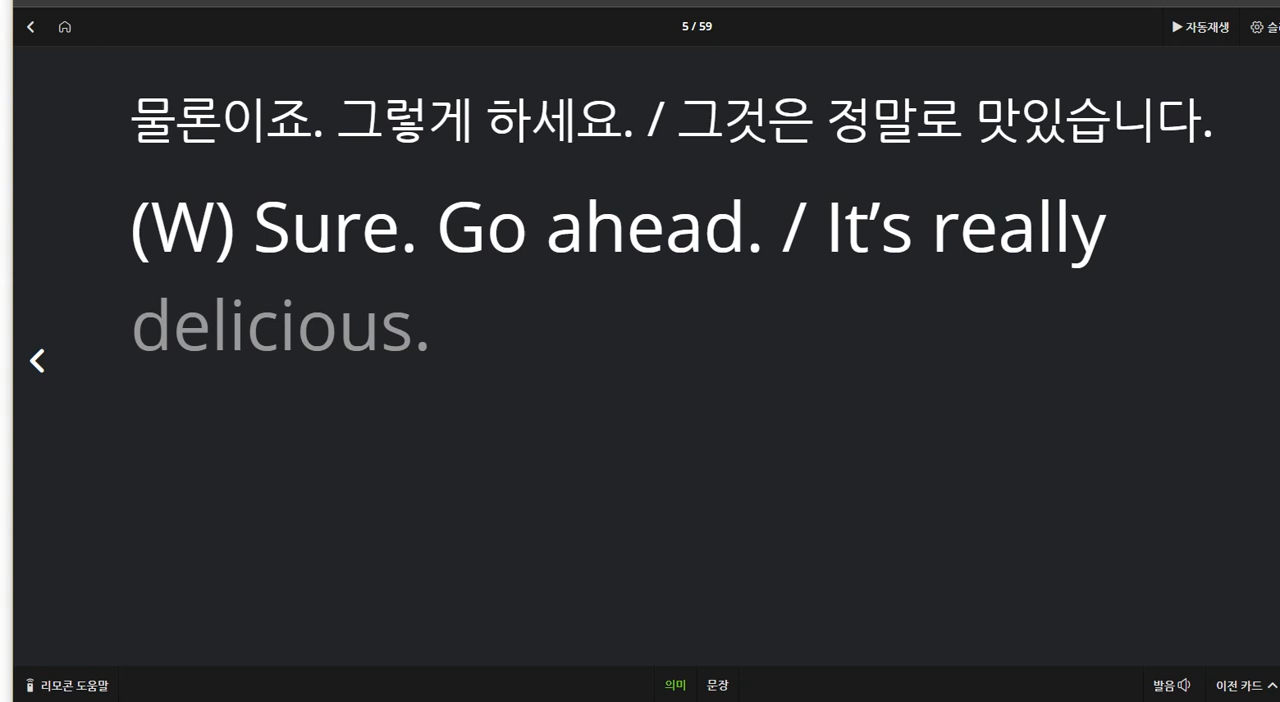 5 / 59
▶ 자동재생
물론이죠. 그렇게 하세요. / 그것은 정말로 맛있습니다.
(W) Sure. Go ahead. / It’s really
delicious.
리모콘 도움말
의미
문장
발음
이전 카드